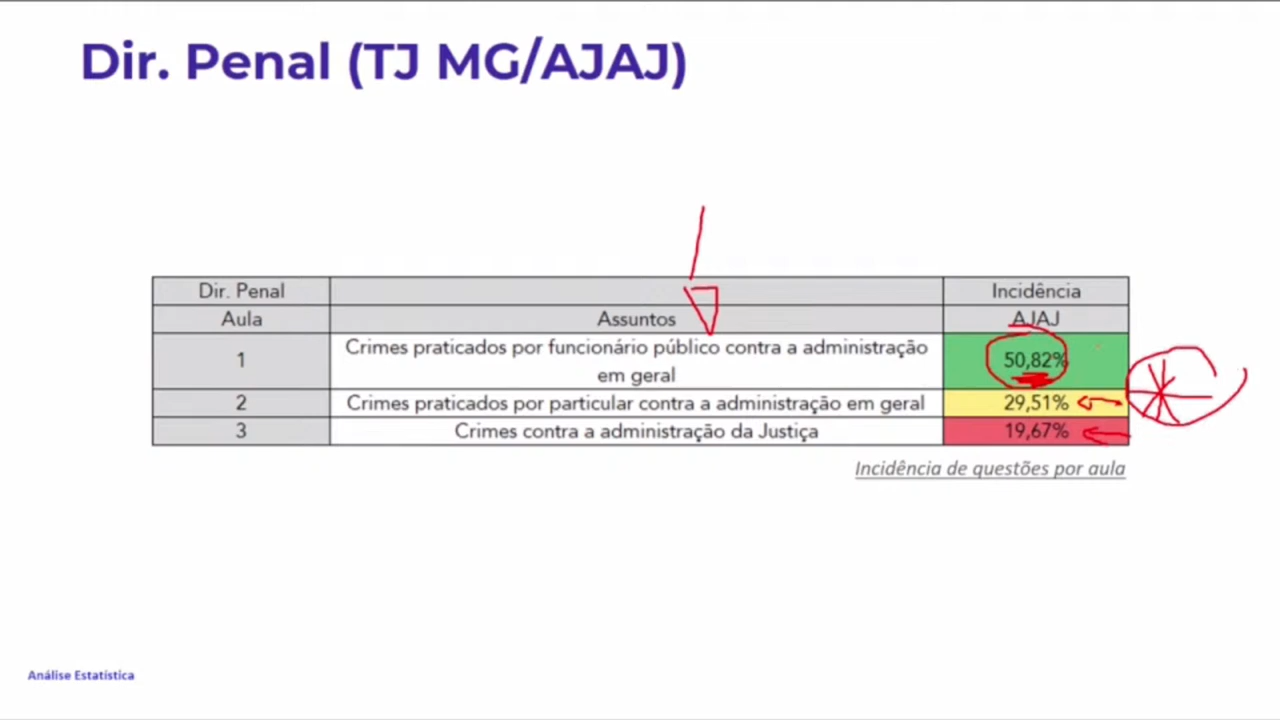 Dir. Penal (TJ MG/AJAJ)
Dir. Penal Incidência
Aula Assuntos AJAJ
1 Crimes praticados por funcionário público contra a administração em geral 50,82%
2 Crimes praticados por particular contra a administração em geral 29,51%
3 Crimes contra a administração da Justiça 19,67%
Incidência de questões por aula
Análise Estatística